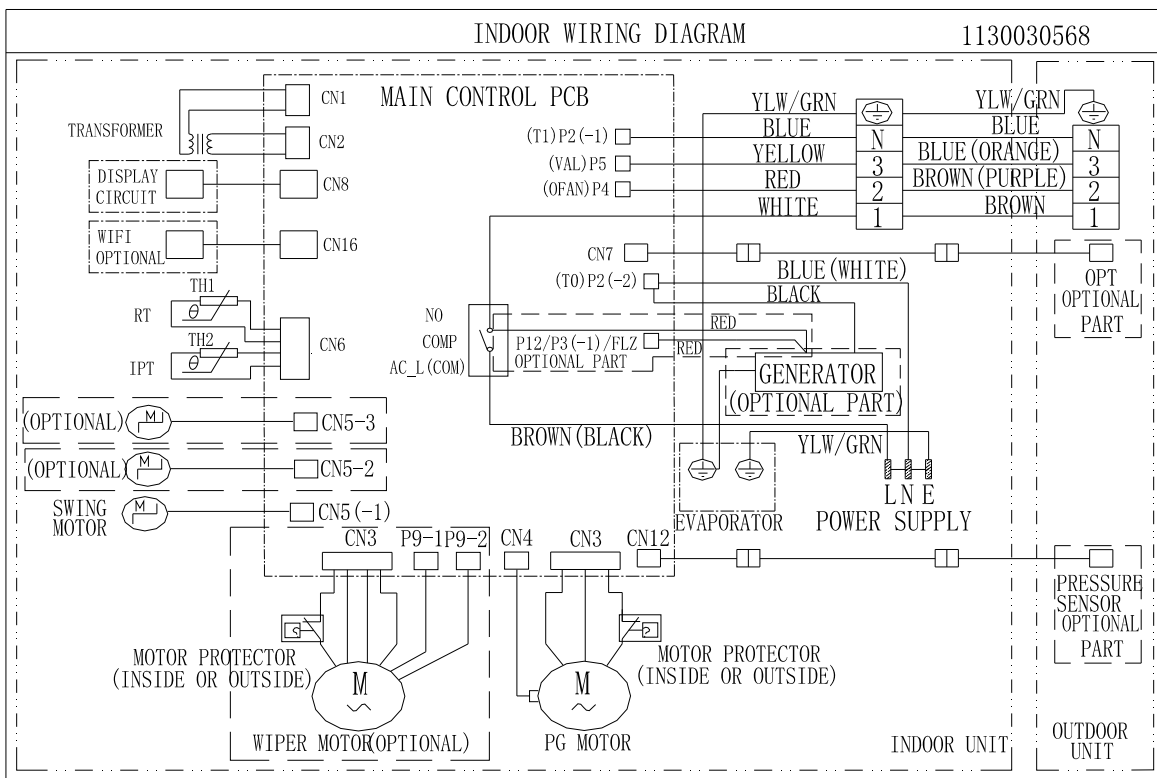 INDOOR WIRING DIAGRAM
1130030568
MAIN CONTROL PCB
TRANSFORMER
CN1
CN2
DISPLAY
CIRCUIT
CN8
WIFI
OPTIONAL
CN16
TH1
RT
θ
TH2
IPT
θ
CN6
(OPTIONAL)
M
CN5-3
(OPTIONAL)
M
CN5-2
SWING
MOTOR
M
CN5(-1)
(T1)P2(-1)
(VAL)P5
(OFAN)P4
YLW/GRN
BLUE
YELLOW
RED
WHITE
N
3
2
1
YLW/GRN
BLUE
BLUE(ORANGE)
BROWN(PURPLE)
BROWN
N
3
2
1
CN7
(T0)P2(-2)
BLUE(WHITE)
BLACK
OPT
OPTIONAL
PART
NO
COMP
AC_L(COM)
RED
P12/P3(-1)/FLZ
OPTIONAL PART
RED
GENERATOR
(OPTIONAL PART)
BROWN(BLACK)
YLW/GRN
EVAPORATOR
L N E
POWER SUPPLY
CN3
P9-1
P9-2
CN4
CN3
CN12
PRESSURE
SENSOR
OPTIONAL
PART
MOTOR PROTECTOR
(INSIDE OR OUTSIDE)
M
WIPER MOTOR(OPTIONAL)
M
PG MOTOR
MOTOR PROTECTOR
(INSIDE OR OUTSIDE)
INDOOR UNIT
OUTDOOR
UNIT